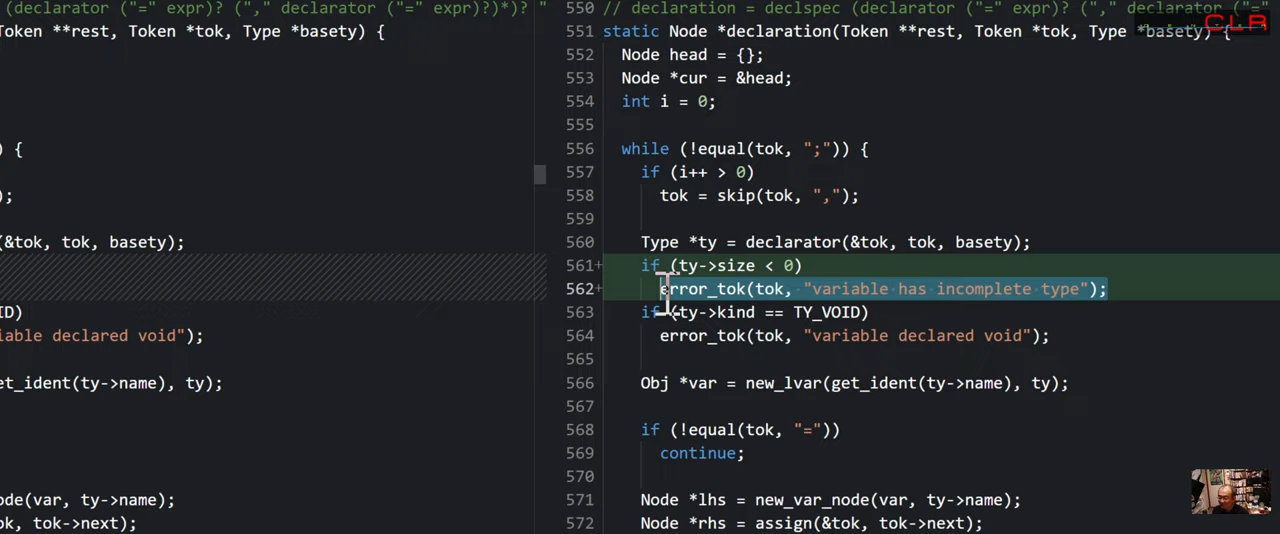 (declarator ("=" expr)? ("," declarator ("=" expr)?)*)? "
Token **rest, Token *tok, Type *basety) {
) {
);
(&tok, tok, basety);
ID)
iable declared void");
et_ident(ty->name), ty);
ode(var, ty->name);
ok, tok->next);
550 // declaration = declspec (declarator ("=" expr)? ("," declarator ("="
CLR
551 static Node *declaration(Token **rest, Token *tok, Type *basety) {
552 Node head = {};
553 Node *cur = &head;
554 int i = 0;
555
556 while (!equal(tok, ";")) {
557 if (i++ > 0)
558 tok = skip(tok, ",");
559
560 Type *ty = declarator(&tok, tok, basety);
561+ if (ty->size < 0)
562+ error_tok(tok, "variable has incomplete type");
563 if (ty->kind == TY_VOID)
564 error_tok(tok, "variable declared void");
565
566 Obj *var = new_lvar(get_ident(ty->name), ty);
567
568 if (!equal(tok, "="))
569 continue;
570
571 Node *lhs = new_var_node(var, ty->name);
572 Node *rhs = assign(&tok, tok->next);